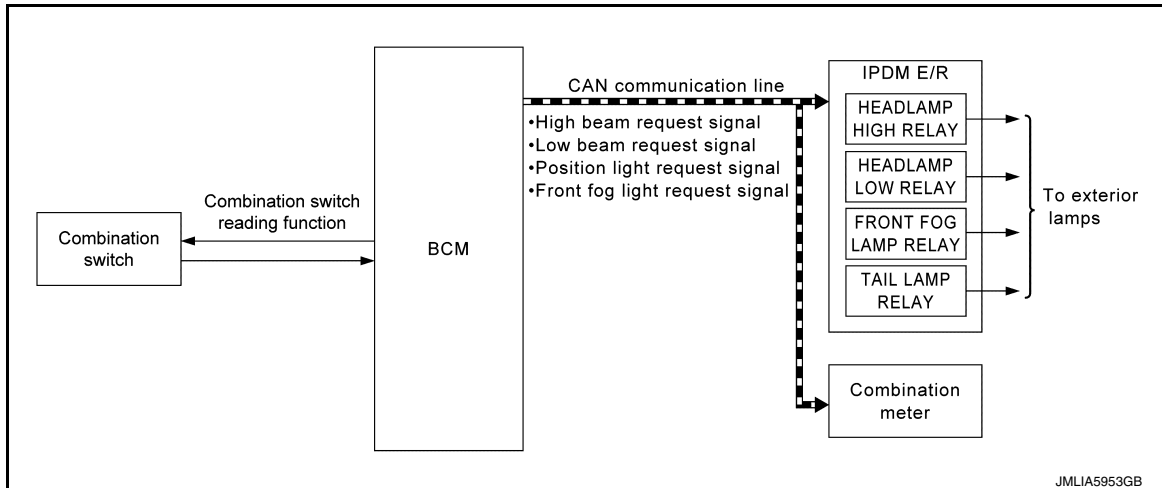 Combination
switch
Combination switch
reading function
BCM
CAN communication line
•High beam request signal
•Low beam request signal
•Position light request signal
•Front fog light request signal
IPDM E/R
HEADLAMP
HIGH RELAY
HEADLAMP
LOW RELAY
FRONT FOG
LAMP RELAY
TAIL LAMP
RELAY
To exterior
lamps
Combination
meter
JMLIA5953GB